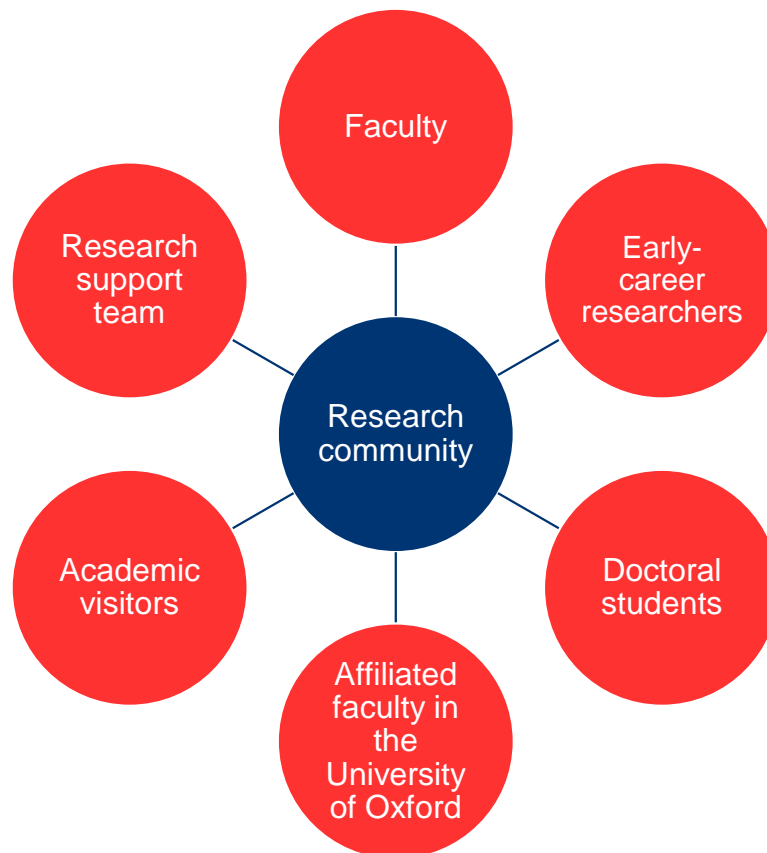 Faculty
Research
support
team
Early-
career
researchers
Research
community
Academic
visitors
Doctoral
students
Affiliated
faculty in
the
University
of Oxford